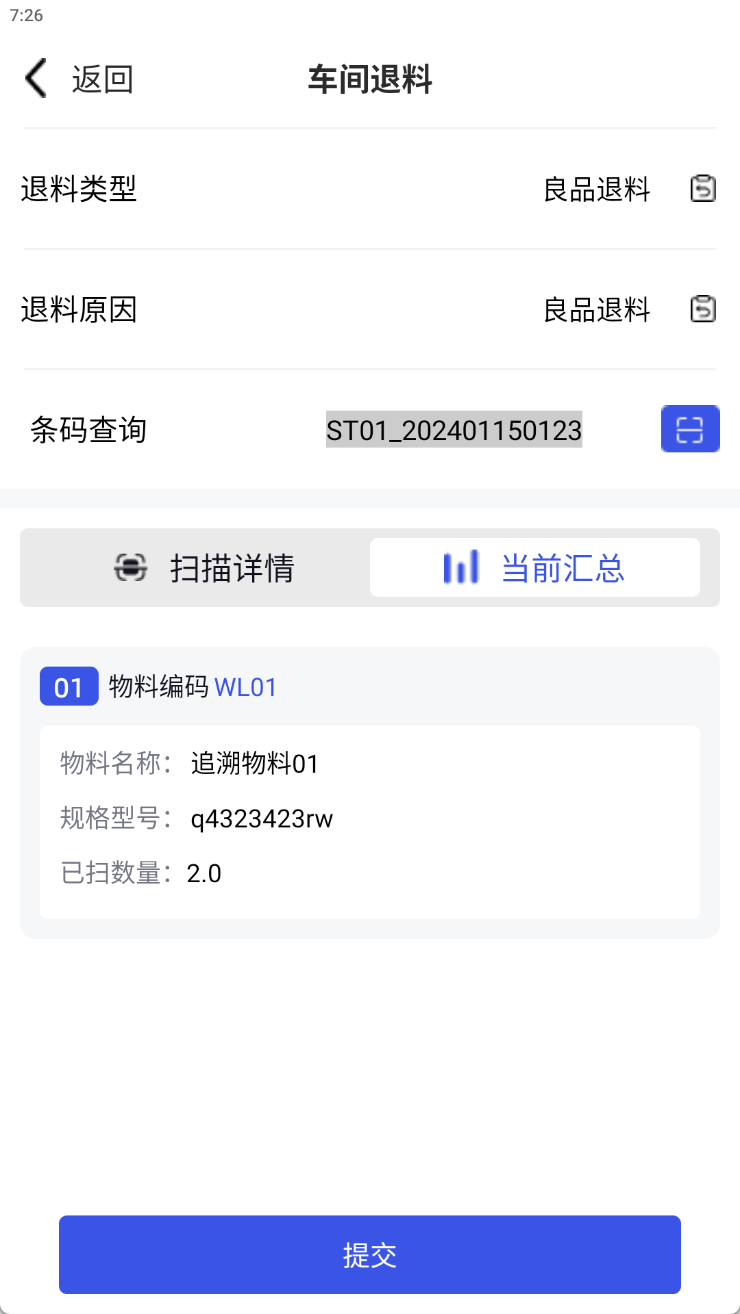 7:26
返回 车间退料
退料类型 良品退料
退料原因 良品退料
条码查询 ST01_202401150123
扫描详情 当前汇总
01 物料编码 WL01
物料名称： 追溯物料01
规格型号： q4323423rw
已扫数量： 2.0
提交